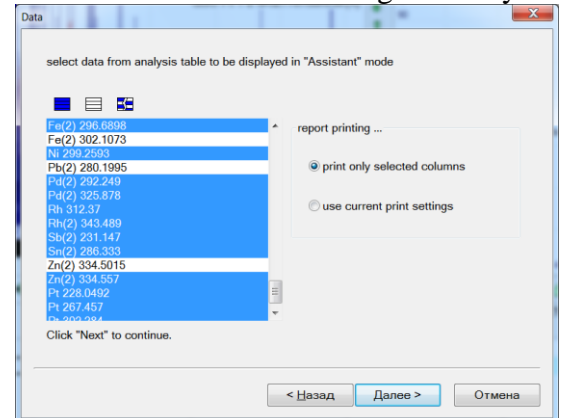 Data
select data from analysis table to be displayed in "Assistant" mode
Fe(2) 296.6898
Fe(2) 302.1073
Ni 299.2593
Pb(2) 280.1995
Pd(2) 292.249
Pd(2) 325.878
Rh 312.37
Rh(2) 343.489
Sb(2) 231.147
Sn(2) 286.333
Zn(2) 334.5015
Zn(2) 334.557
Pt 228.0492
Pt 267.457
report printing ...
print only selected columns
use current print settings
Click "Next" to continue.
< Назад
Далее >
Отмена